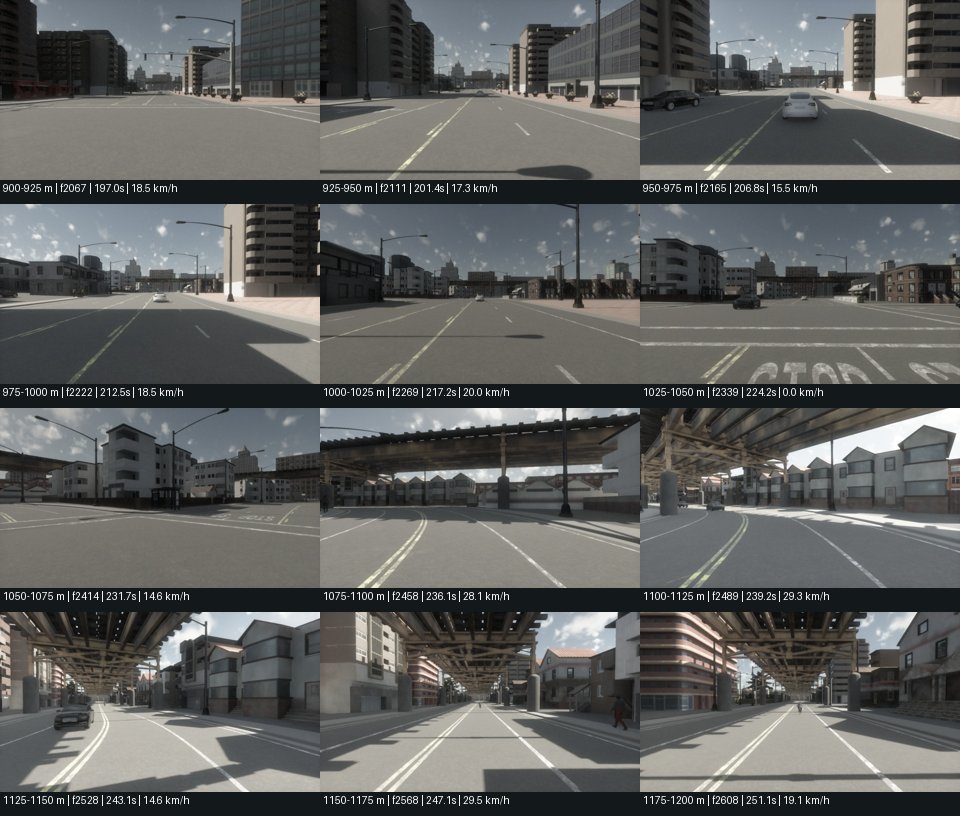 900-925 m | f2067 | 197.0s | 18.5 km/h
925-950 m | f2111 | 201.4s | 17.3 km/h
950-975 m | f2165 | 206.8s | 15.5 km/h
975-1000 m | f2222 | 212.5s | 18.5 km/h
1000-1025 m | f2269 | 217.2s | 20.0 km/h
STOP
1025-1050 m | f2339 | 224.2s | 0.0 km/h
STOP
1050-1075 m | f2414 | 231.7s | 14.6 km/h
1075-1100 m | f2458 | 236.1s | 28.1 km/h
1100-1125 m | f2489 | 239.2s | 29.3 km/h
1125-1150 m | f2528 | 243.1s | 14.6 km/h
1150-1175 m | f2568 | 247.1s | 29.5 km/h
1175-1200 m | f2608 | 251.1s | 19.1 km/h